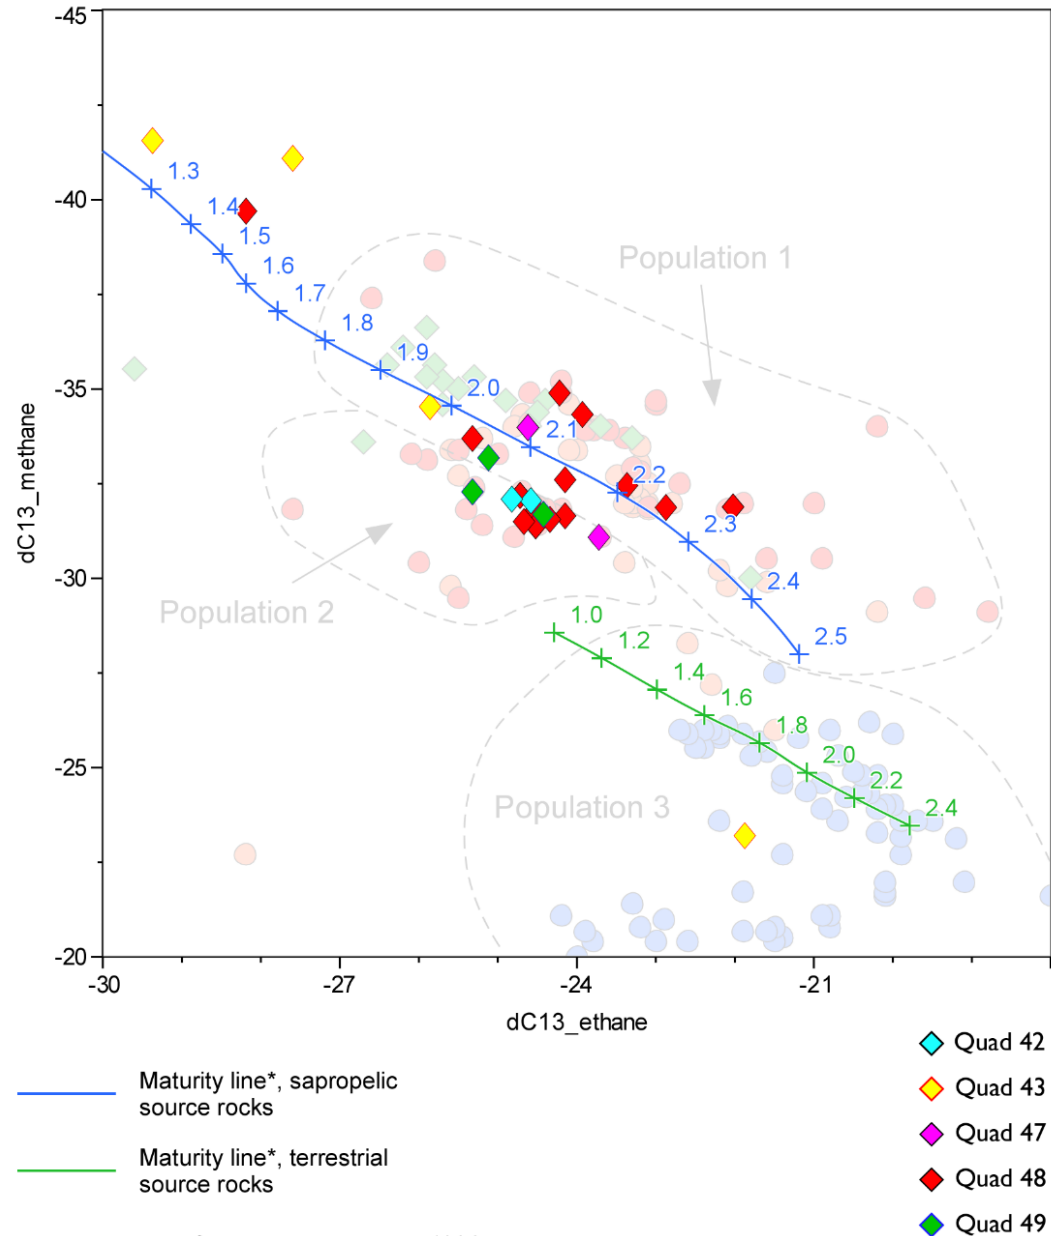 -45
-40
-35
-30
-25
-20
dC13_methane
1.3
1.4
1.5
1.6
1.7
1.8
1.9
2.0
2.1
2.2
2.3
2.4
2.5
Population 1
Population 2
1.0
1.2
1.4
1.6
1.8
2.0
2.2
2.4
Population 3
-30
-27
-24
-21
dC13_ethane
Maturity line*, sapropelic
source rocks
Maturity line*, terrestrial
source rocks
Quad 42
Quad 43
Quad 47
Quad 48
Quad 49